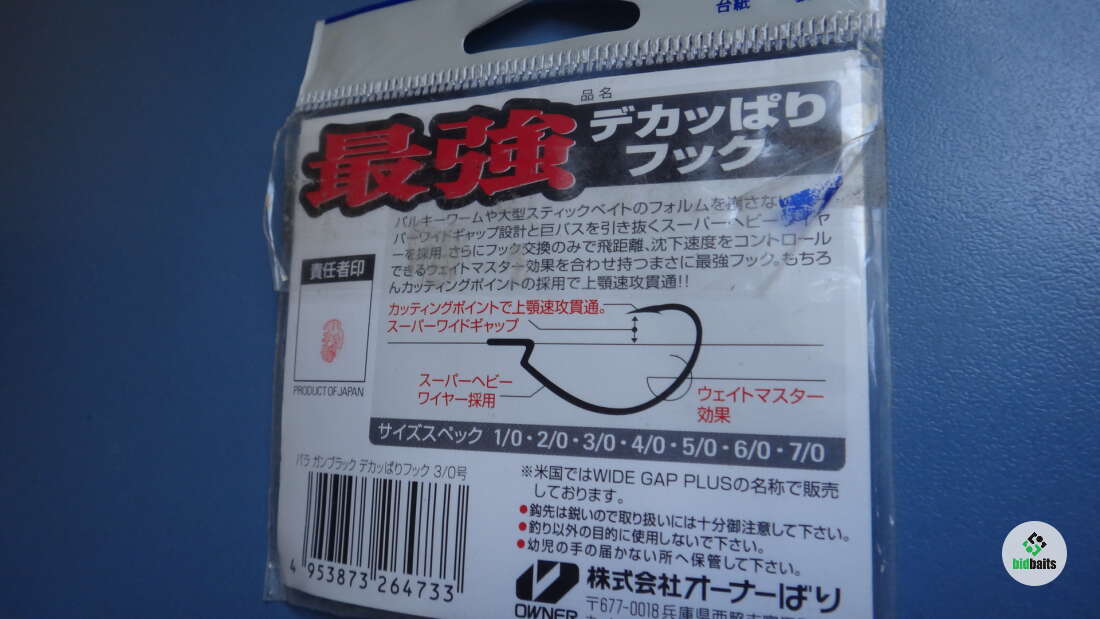 台紙
品名
最強 デカッぱり
フック
バルキーワームや大型スティックベイトのフォルムを崩さな
パーワイドギャップ設計と巨バスを引き抜くスーパー・ヘビー イヤ
ーを採用。さらにフック交換のみで飛距離、沈下速度をコントロール
できるウェイトマスター効果を合わせ持つまさに最強フック。もちろ
んカッティングポイントの採用で上顎速攻貫通!!
責任者印
PRODUCT OF JAPAN
カッティングポイントで上顎速攻貫通。
スーパーワイドギャップ
スーパーヘビー
ワイヤー採用
ウェイトマスター
効果
サイズスペック 1/0・2/0・3/0・4/0・5/0・6/0・7/0
バラ ガンブラック デカッぱりフック 3/0号
4 953873 264733
※米国ではWIDE GAP PLUSの名称で販売
しております。
●鈎先は鋭いので取り扱いには十分御注意して下さい。
●釣り以外の目的に使用しないで下さい。
●幼児の手の届かない所へ保管して下さい。
OWNER 株式会社オーナーばり
〒677-0018 兵庫県西脇市
bidbaits